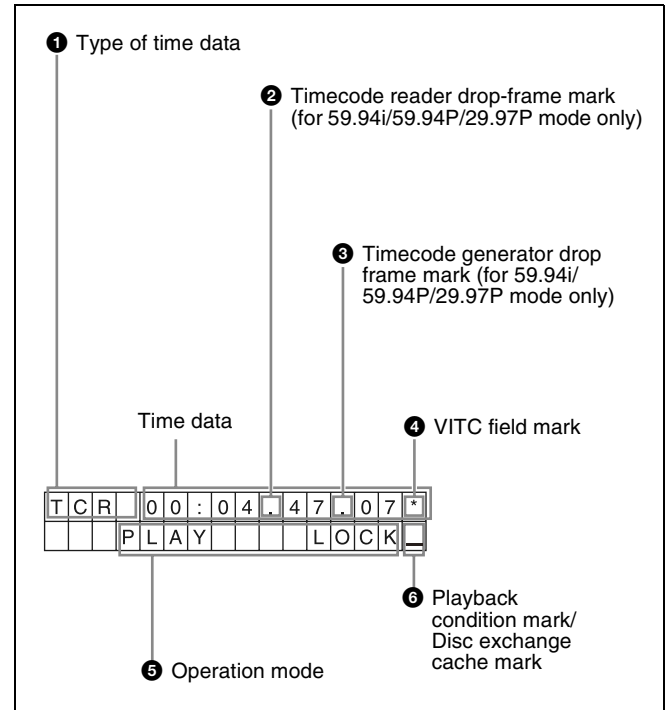 ❶ Type of time data
❷ Timecode reader drop-frame mark
(for 59.94i/59.94P/29.97P mode only)
❸ Timecode generator drop
frame mark (for 59.94i/
59.94P/29.97P mode only)
Time data
❹ VITC field mark
TCR 00:04.47.07*
PLAY LOCK_
❻ Playback
condition mark/
Disc exchange
cache mark
❺ Operation mode